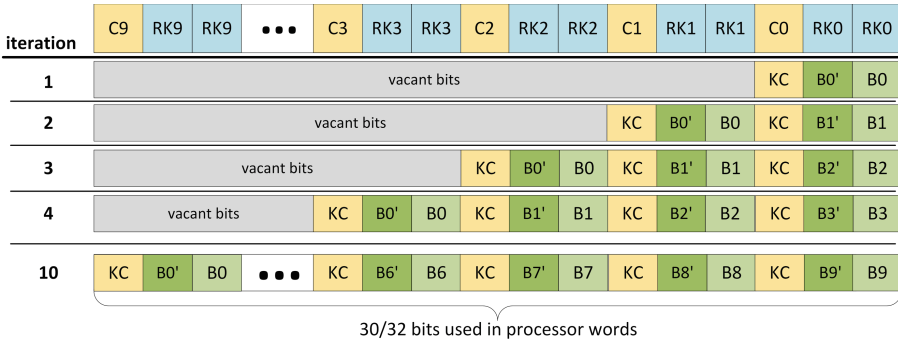 C9 RK9 RK9 ••• C3 RK3 RK3 C2 RK2 RK2 C1 RK1 RK1 C0 RK0 RK0
iteration
1 vacant bits KC B0' B0
2 vacant bits KC B0' B0 KC B1' B1
3 vacant bits KC B0' B0 KC B1' B1 KC B2' B2
4 vacant bits KC B0' B0 KC B1' B1 KC B2' B2 KC B3' B3
10 KC B0' B0 ••• KC B6' B6 KC B7' B7 KC B8' B8 KC B9' B9
30/32 bits used in processor words